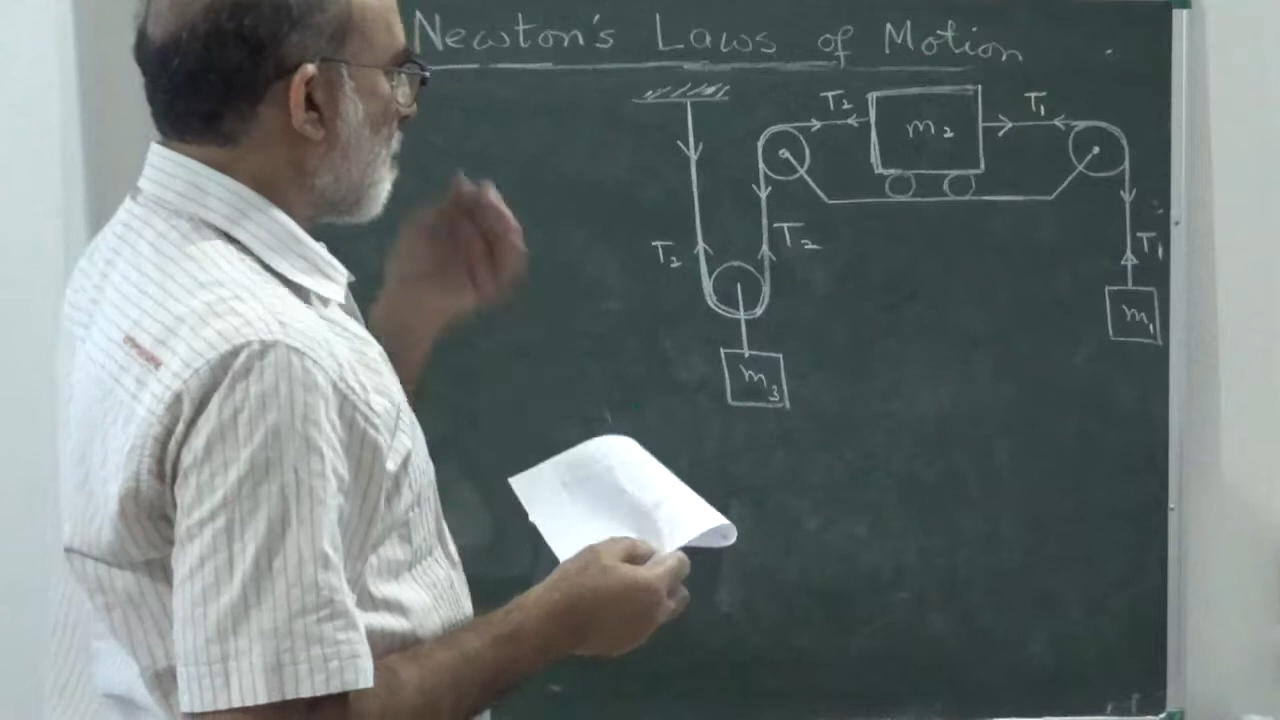 Newton's Laws of Motion
T₂ m₂ T₁
T₂ T₂ T₁
m₁
m₃